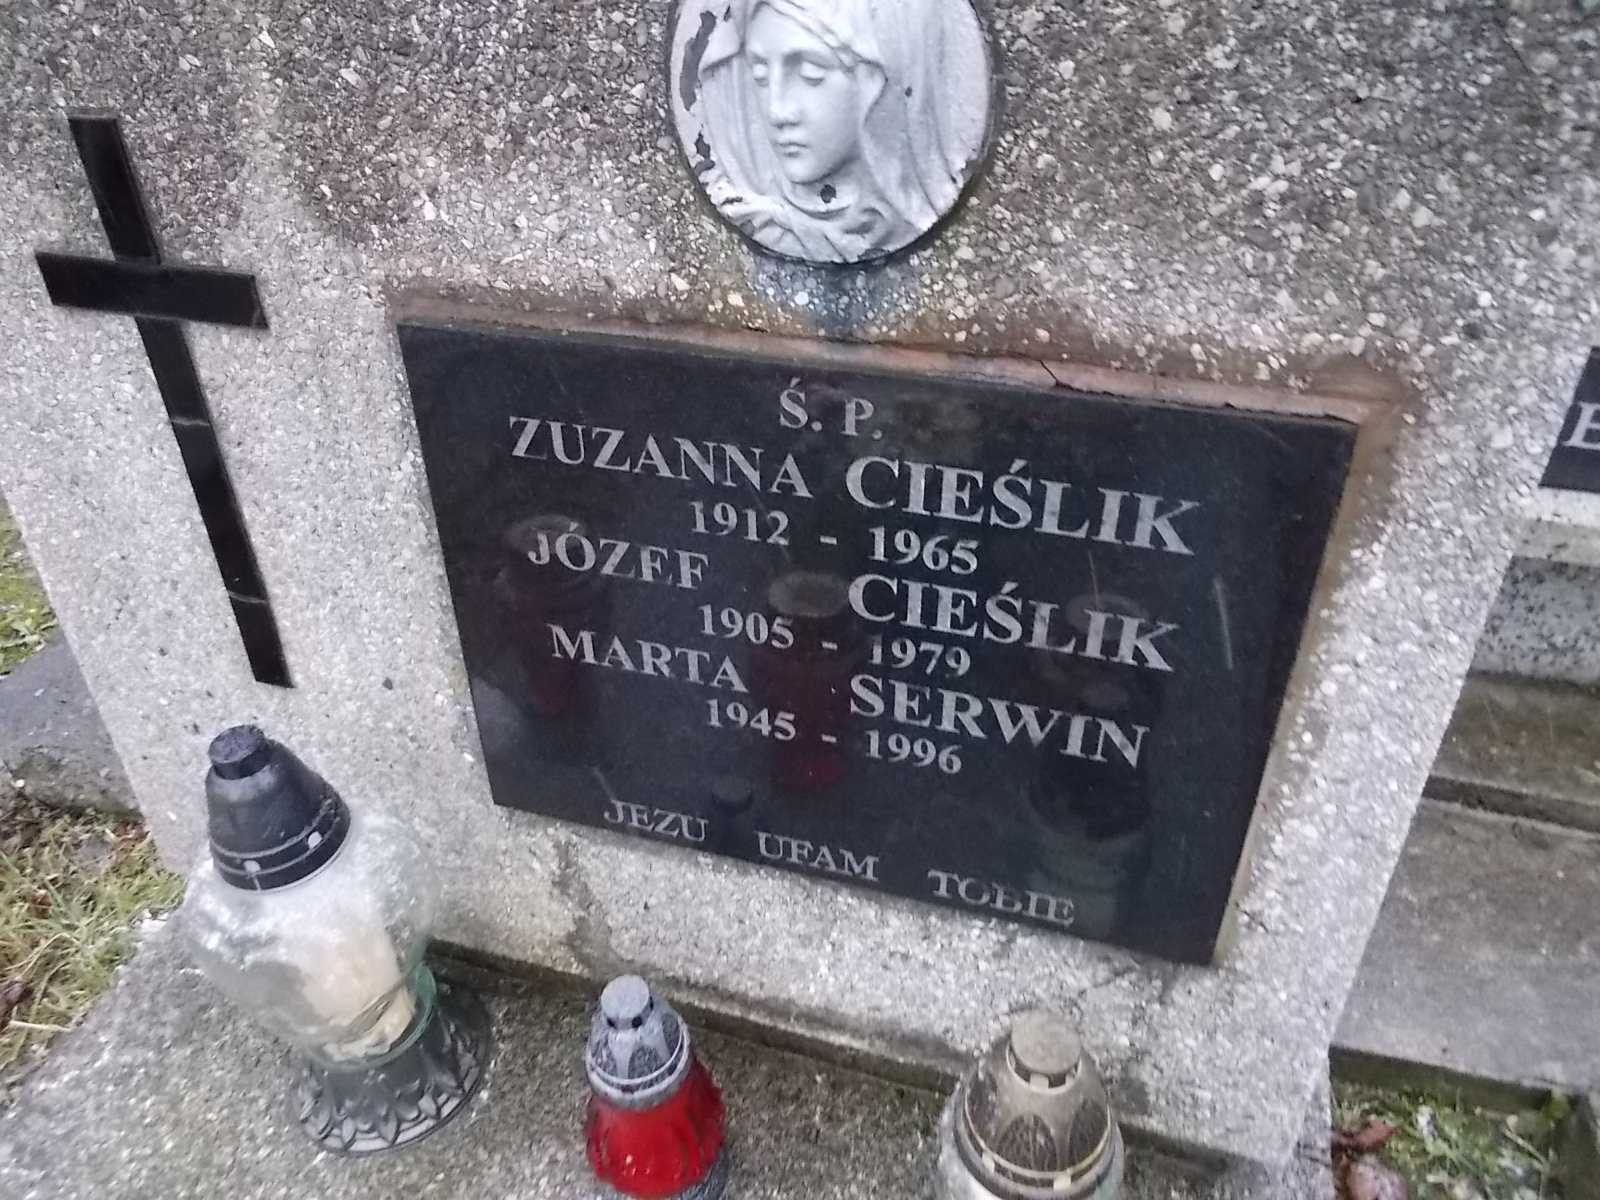 Ś. P.
ZUZANNA CIEŚLIK
1912 - 1965
JÓZEF CIEŚLIK
1905 - 1979
MARTA SERWIN
1945 - 1996
JEZU UFAM TOBIE